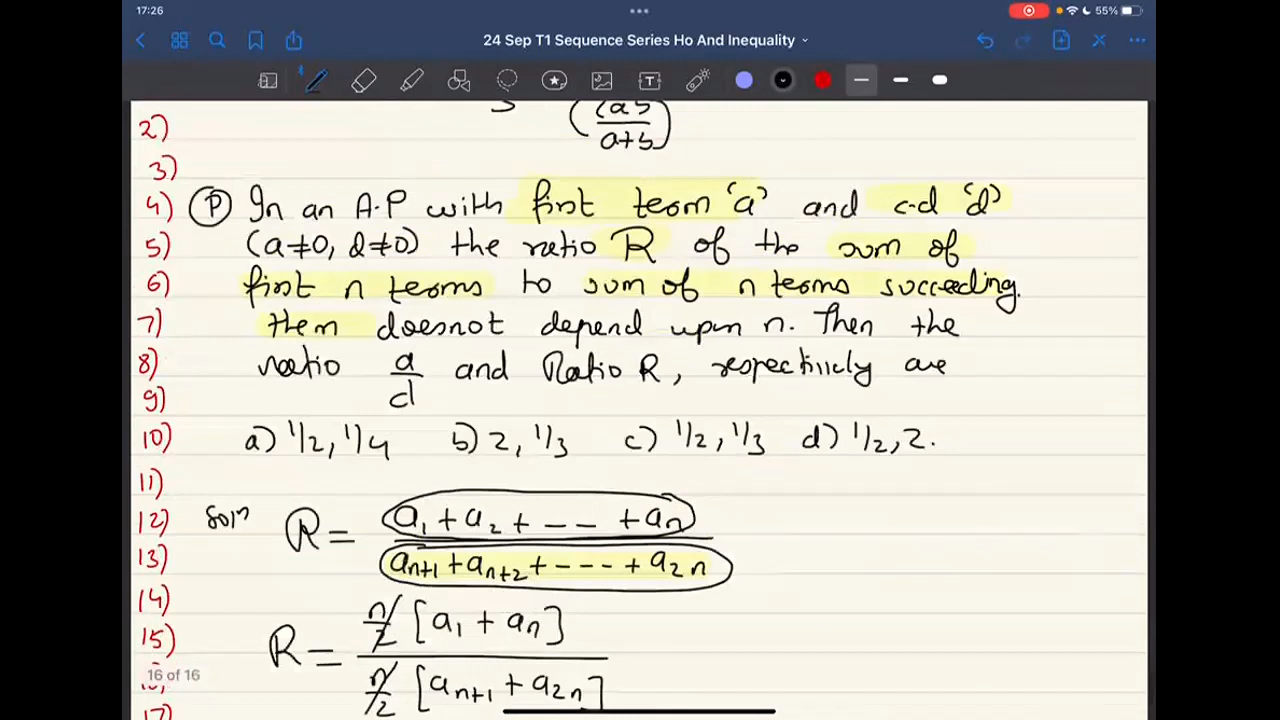 17:26
55%
24 Sep T1 Sequence Series Ho And Inequality
(ab
a+b)
2)
3)
4) (P) In an A.P with first term 'a' and c.d 'd'
5) (a≠0, d≠0) the ratio R of the sum of
6) first n terms to sum of n terms succeeding
7) them doesnot depend upon n. Then the
8) ratio a/d and Ratio R, respectively are
9)
10) a) 1/2, 1/4 b) 2, 1/3 c) 1/2, 1/3 d) 1/2, 2.
11)
12) Soln R = a₁ + a₂ + --- + aₙ
13) aₙ₊₁ + aₙ₊₂ + ---- + a₂ₙ
14) n/2 [a₁ + aₙ]
15) R =
n/2 [aₙ₊₁ + a₂ₙ]
16 of 16
17)